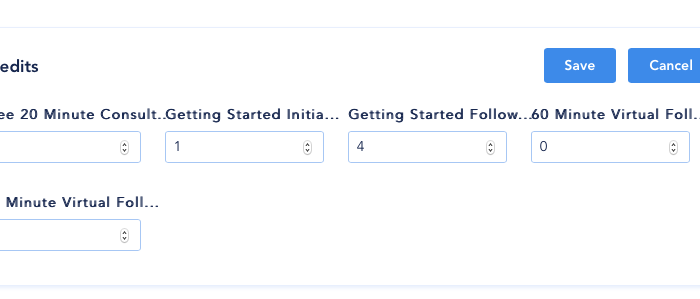 edits
Save
Cancel
ee 20 Minute Consult...
Getting Started Initia...
Getting Started Follow...
60 Minute Virtual Foll...
1
4
0
Minute Virtual Foll...